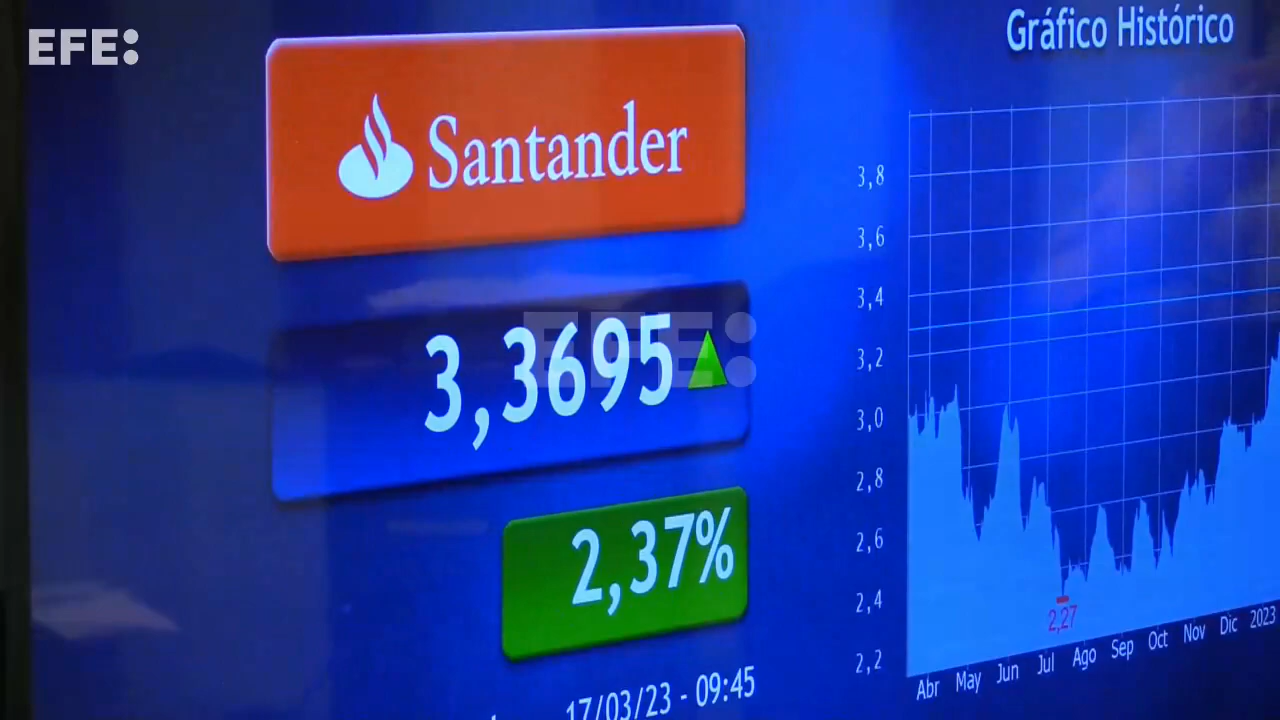 EFE:
Santander
3,3695
EFE:
2,37%
17/03/23 - 09:45
Gráfico Histórico
3,8
3,6
3,4
3,2
3,0
2,8
2,6
2,4
2,2
2,27
Abr May Jun Jul Ago Sep Oct Nov Dic 2023